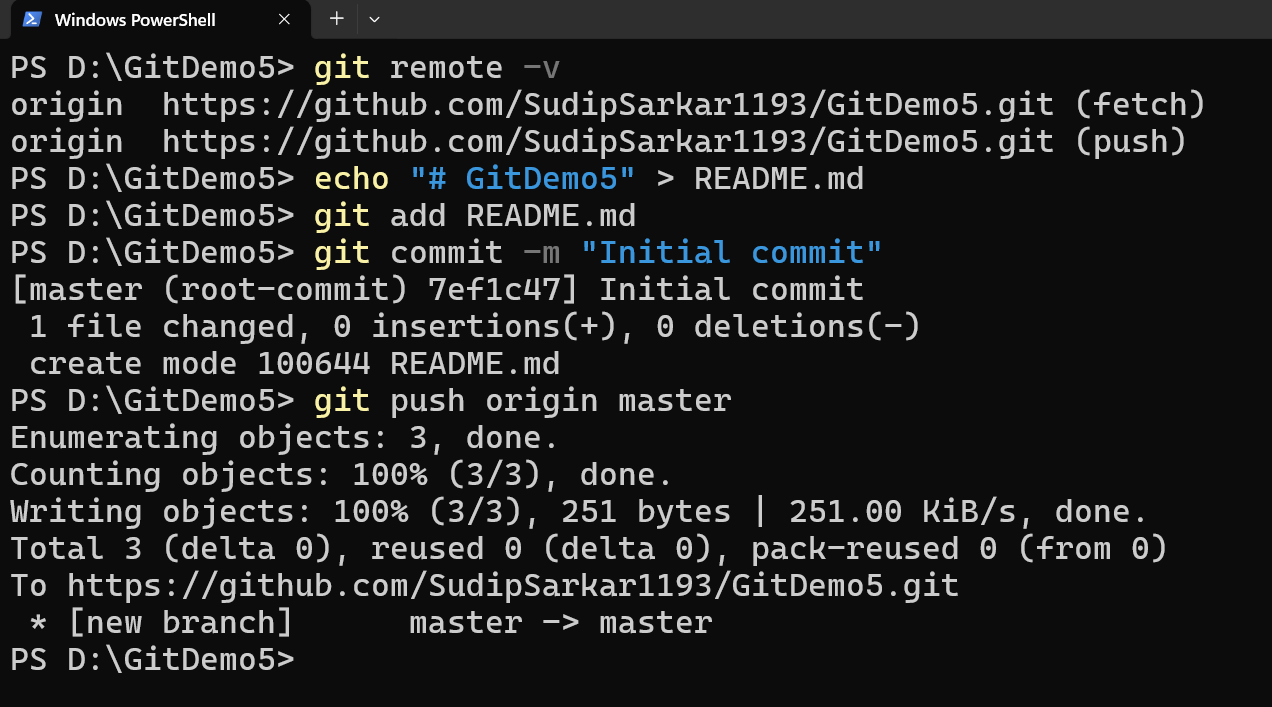 Windows PowerShell
PS D:\GitDemo5> git remote -v
origin  https://github.com/SudipSarkar1193/GitDemo5.git (fetch)
origin  https://github.com/SudipSarkar1193/GitDemo5.git (push)
PS D:\GitDemo5> echo "# GitDemo5" > README.md
PS D:\GitDemo5> git add README.md
PS D:\GitDemo5> git commit -m "Initial commit"
[master (root-commit) 7ef1c47] Initial commit
 1 file changed, 0 insertions(+), 0 deletions(-)
 create mode 100644 README.md
PS D:\GitDemo5> git push origin master
Enumerating objects: 3, done.
Counting objects: 100% (3/3), done.
Writing objects: 100% (3/3), 251 bytes | 251.00 KiB/s, done.
Total 3 (delta 0), reused 0 (delta 0), pack-reused 0 (from 0)
To https://github.com/SudipSarkar1193/GitDemo5.git
 * [new branch]      master -> master
PS D:\GitDemo5>